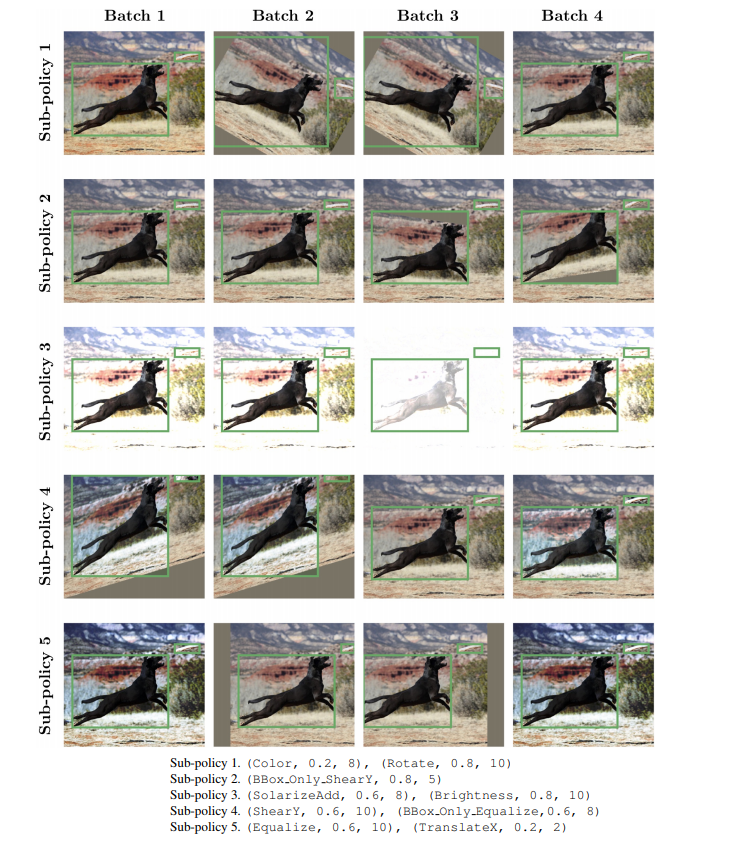 Batch 1 Batch 2 Batch 3 Batch 4
Sub-policy 1
Sub-policy 2
Sub-policy 3
Sub-policy 4
Sub-policy 5
Sub-policy 1. (Color, 0.2, 8), (Rotate, 0.8, 10)
Sub-policy 2. (BBox_Only_ShearY, 0.8, 5)
Sub-policy 3. (SolarizeAdd, 0.6, 8), (Brightness, 0.8, 10)
Sub-policy 4. (ShearY, 0.6, 10), (BBox_Only_Equalize,0.6, 8)
Sub-policy 5. (Equalize, 0.6, 10), (TranslateX, 0.2, 2)